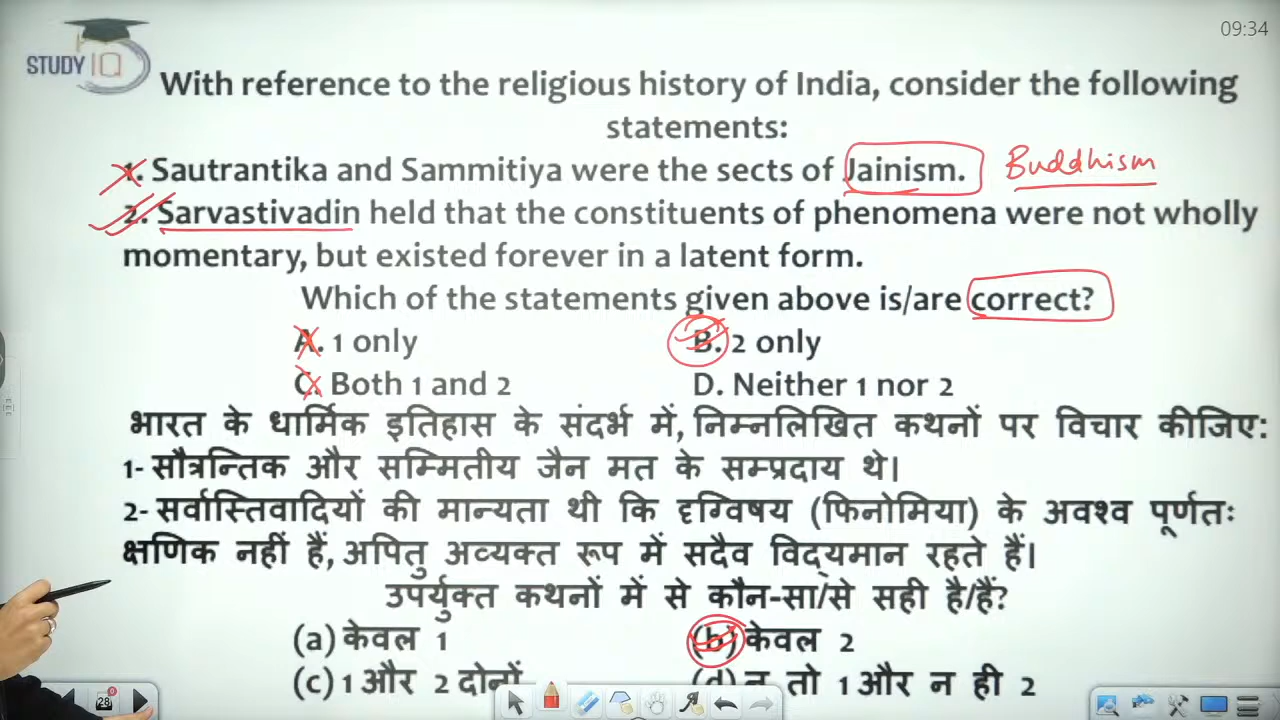 09:34
STUDY IQ
With reference to the religious history of India, consider the following
statements:
1. Sautrantika and Sammitiya were the sects of Jainism. Buddhism
2. Sarvastivadin held that the constituents of phenomena were not wholly
momentary, but existed forever in a latent form.
Which of the statements given above is/are correct?
A. 1 only B. 2 only
C. Both 1 and 2 D. Neither 1 nor 2
भारत के धार्मिक इतिहास के संदर्भ में, निम्नलिखित कथनों पर विचार कीजिए:
1- सौत्रान्तिक और सम्मितीय जैन मत के सम्प्रदाय थे।
2- सर्वास्तिवादियों की मान्यता थी कि दृग्विषय (फिनोमिया) के अवश्व पूर्णतः
क्षणिक नहीं हैं, अपितु अव्यक्त रूप में सदैव विद्यमान रहते हैं।
उपर्युक्त कथनों में से कौन-सा/से सही है/हैं?
(a) केवल 1 (b) केवल 2
(c) 1 और 2 दोनों (d) न तो 1 और न ही 2
28